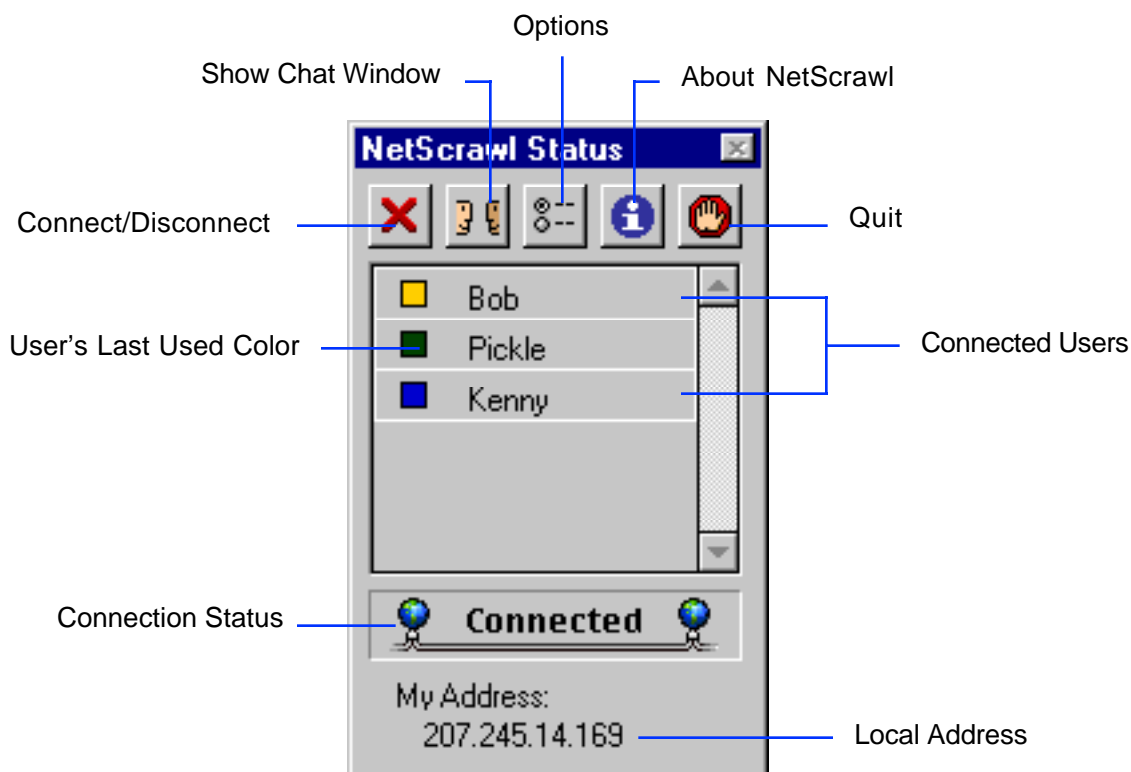 Options
Show Chat Window
About NetScrawl
NetScrawl Status
Connect/Disconnect
Quit
Bob
User's Last Used Color
Pickle
Connected Users
Kenny
Connection Status
Connected
My Address:
207.245.14.169
Local Address